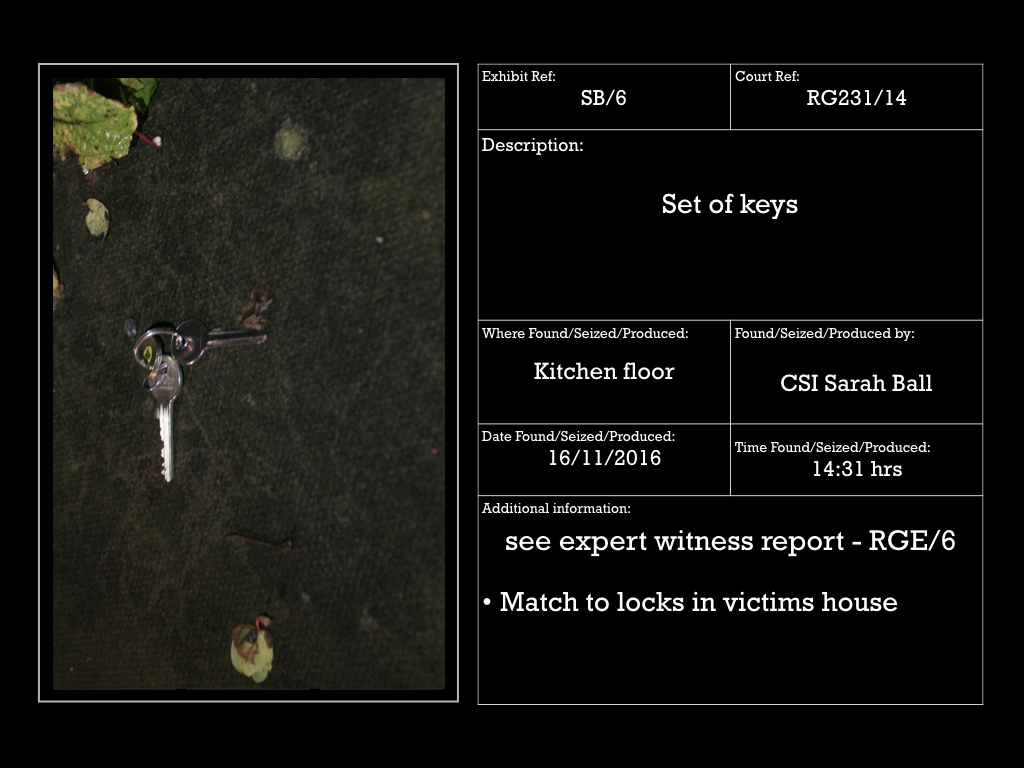 Exhibit Ref:
SB/6
Court Ref:
RG231/14
Description:
Set of keys
Where Found/Seized/Produced:
Kitchen floor
Found/Seized/Produced by:
CSI Sarah Ball
Date Found/Seized/Produced:
16/11/2016
Time Found/Seized/Produced:
14:31 hrs
Additional information:
see expert witness report - RGE/6
• Match to locks in victims house